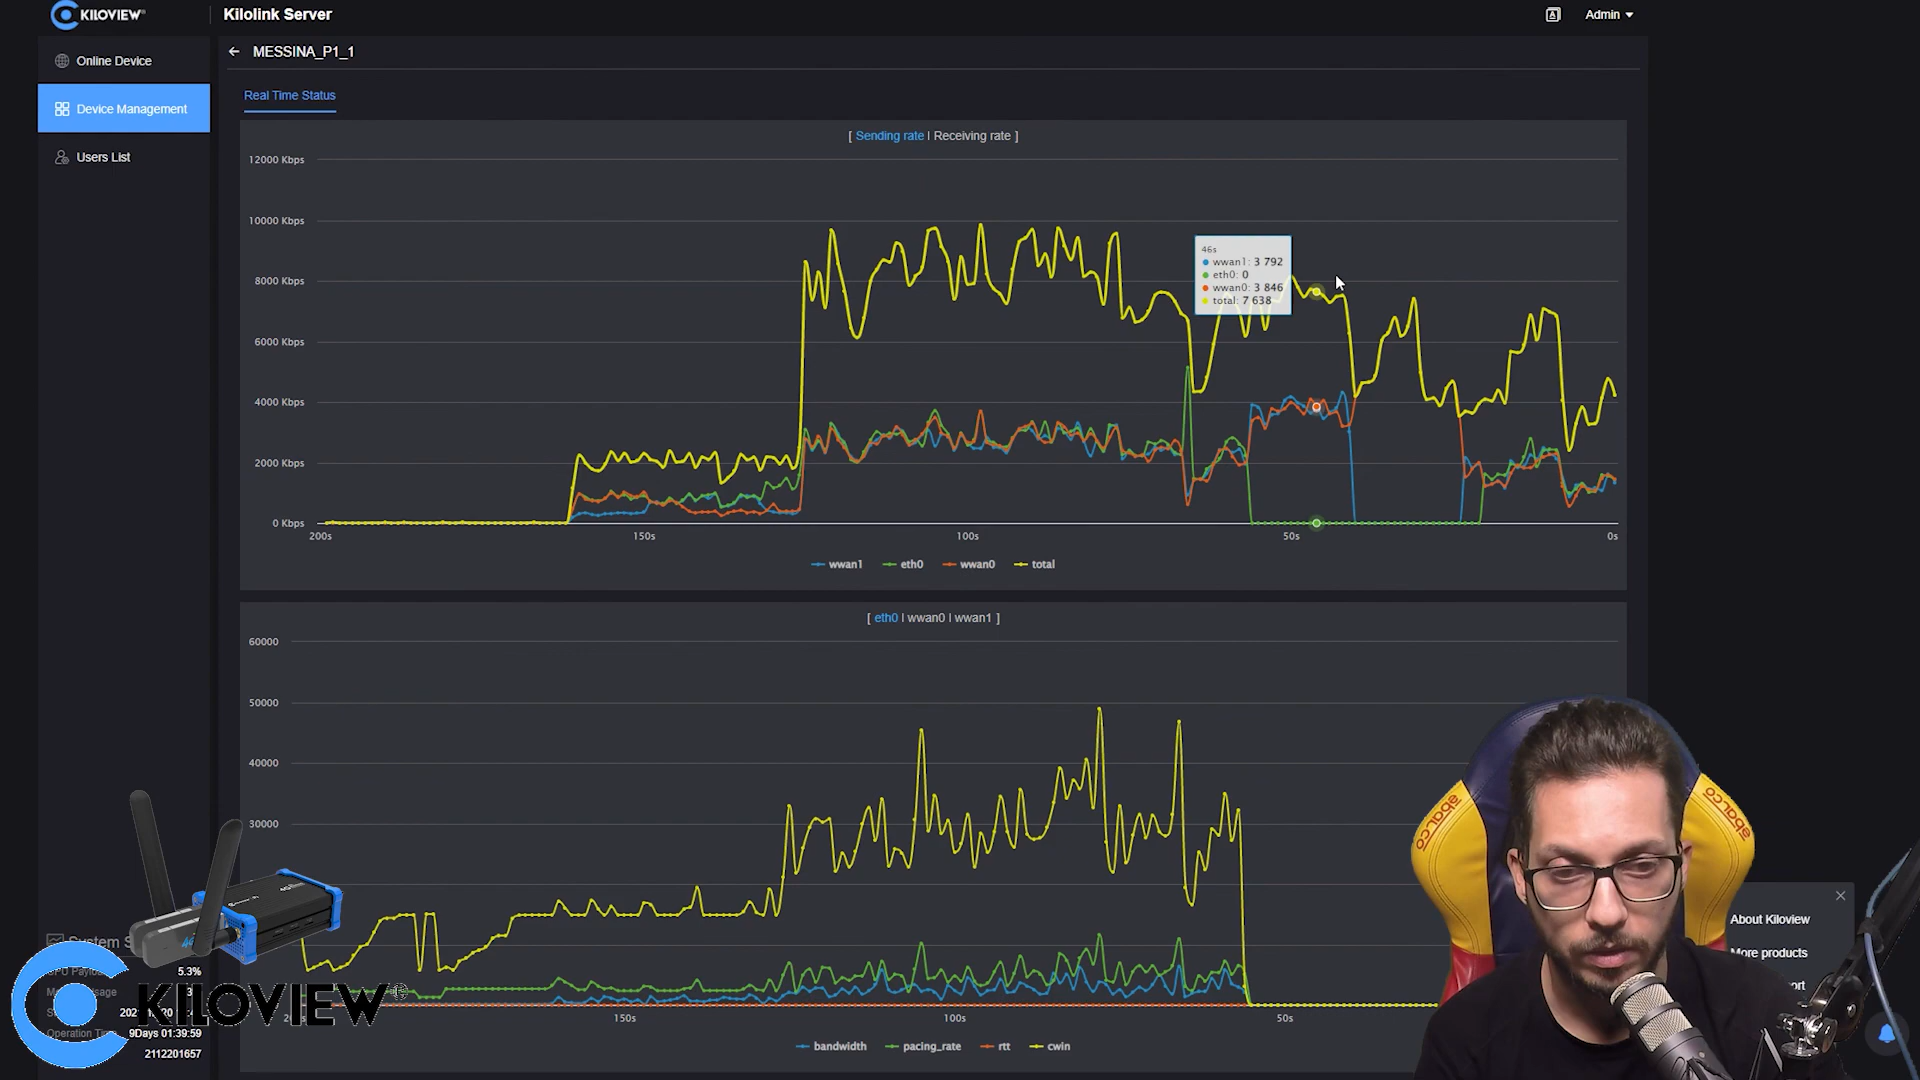 KILOVIEW
Kilolink Server
Admin
Online Device
Device Management
Users List
MESSINA_P1_1
Real Time Status
[ Sending rate | Receiving rate ]
12000 Kbps
10000 Kbps
8000 Kbps
6000 Kbps
4000 Kbps
2000 Kbps
0 Kbps
46s
wwan1: 3 792
eth0: 0
wwan0: 3 846
total: 7 638
200s
150s
100s
50s
0s
wwan1
eth0
wwan0
total
[ eth0 | wwan0 | wwan1 ]
60000
50000
40000
30000
150s
100s
50s
bandwidth
pacing_rate
rtt
cwin
System
5.3%
9Days 01:39:59
2112201657
KILOVIEW
4G
sparco
sparco
About Kiloview
More products